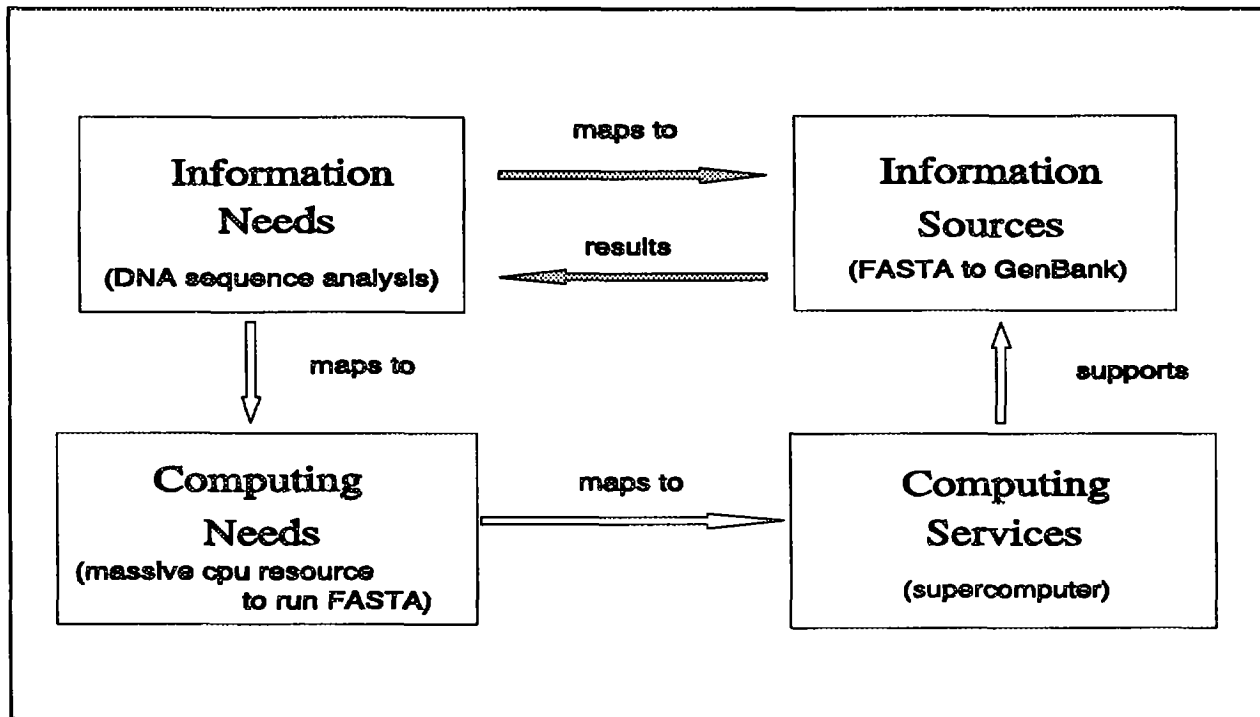 Information
Needs
(DNA sequence analysis)
maps to
results
Information
Sources
(FASTA to GenBank)
maps to
supports
Computing
Needs
(massive cpu resource
to run FASTA)
maps to
Computing
Services
(supercomputer)